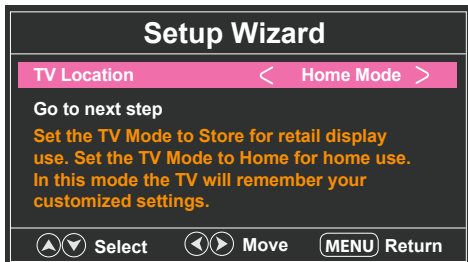 Setup Wizard
TV Location < Home Mode >
Go to next step
Set the TV Mode to Store for retail display
use. Set the TV Mode to Home for home use.
In this mode the TV will remember your
customized settings.
Select Move MENU Return